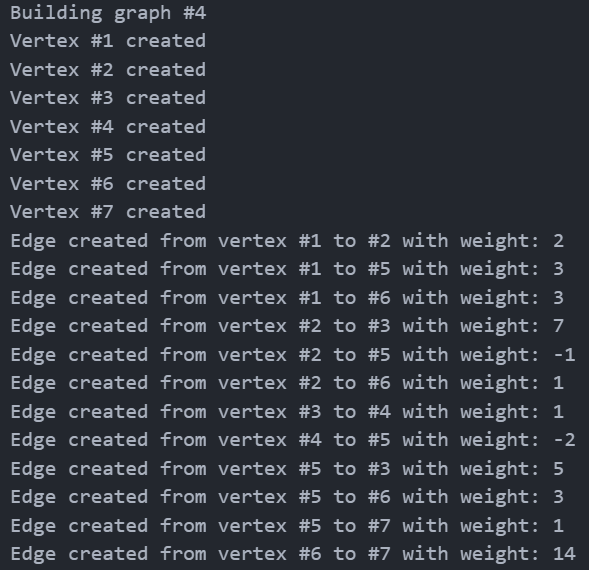 Building graph #4
Vertex #1 created
Vertex #2 created
Vertex #3 created
Vertex #4 created
Vertex #5 created
Vertex #6 created
Vertex #7 created
Edge created from vertex #1 to #2 with weight: 2
Edge created from vertex #1 to #5 with weight: 3
Edge created from vertex #1 to #6 with weight: 3
Edge created from vertex #2 to #3 with weight: 7
Edge created from vertex #2 to #5 with weight: -1
Edge created from vertex #2 to #6 with weight: 1
Edge created from vertex #3 to #4 with weight: 1
Edge created from vertex #4 to #5 with weight: -2
Edge created from vertex #5 to #3 with weight: 5
Edge created from vertex #5 to #6 with weight: 3
Edge created from vertex #5 to #7 with weight: 1
Edge created from vertex #6 to #7 with weight: 14